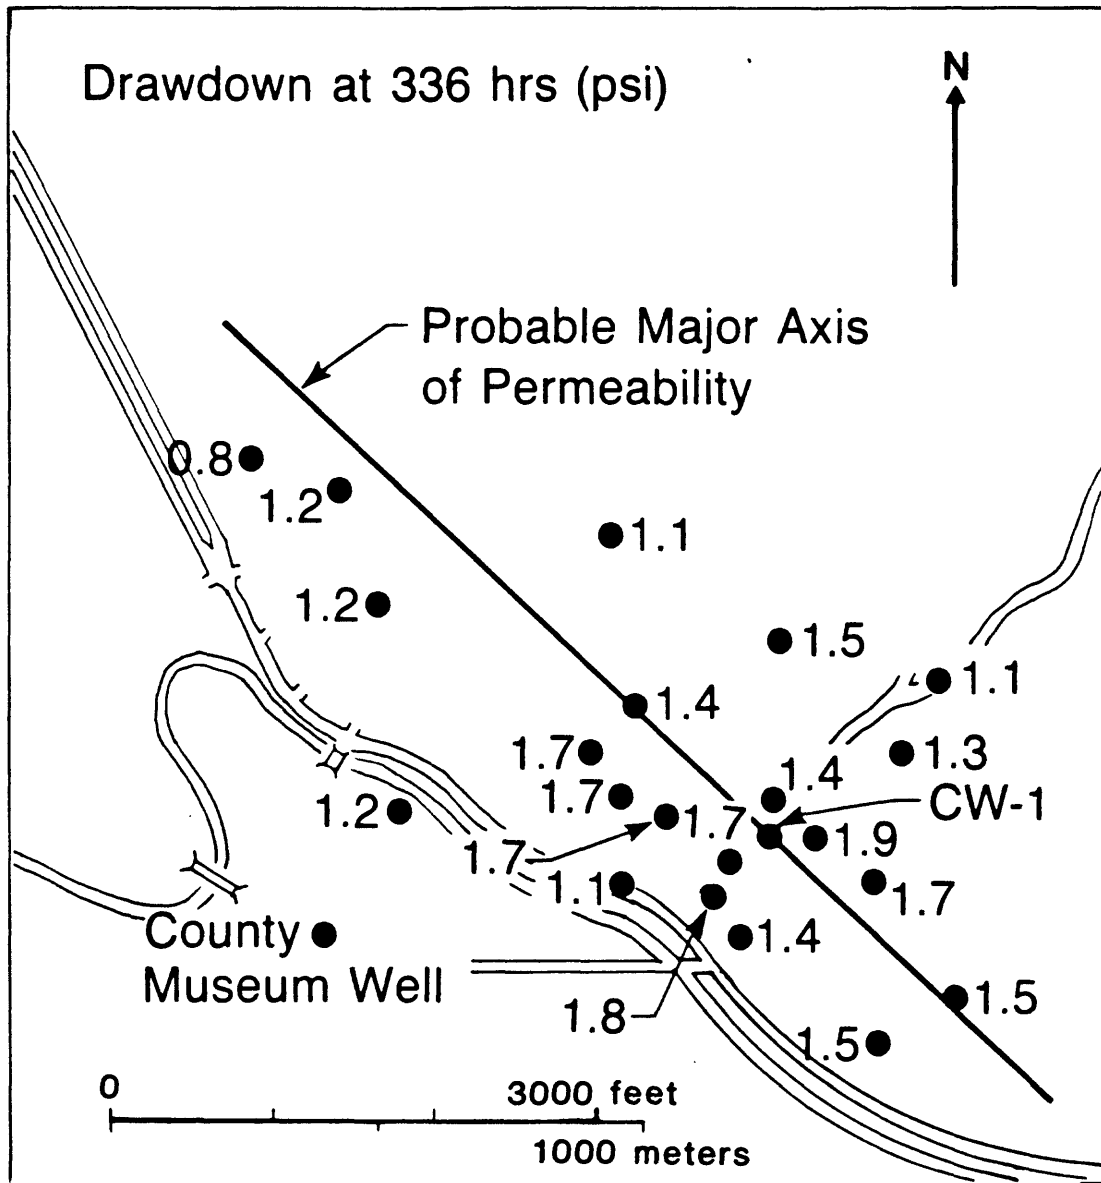 Drawdown at 336 hrs (psi)
N
Probable Major Axis
of Permeability
0.8
1.2
1.1
1.2
1.5
1.1
1.4
1.7
1.3
1.4
1.7
CW-1
1.2
1.7
1.9
1.7
1.1
1.7
County
1.4
Museum Well
1.8
1.5
1.5
0
3000 feet
1000 meters